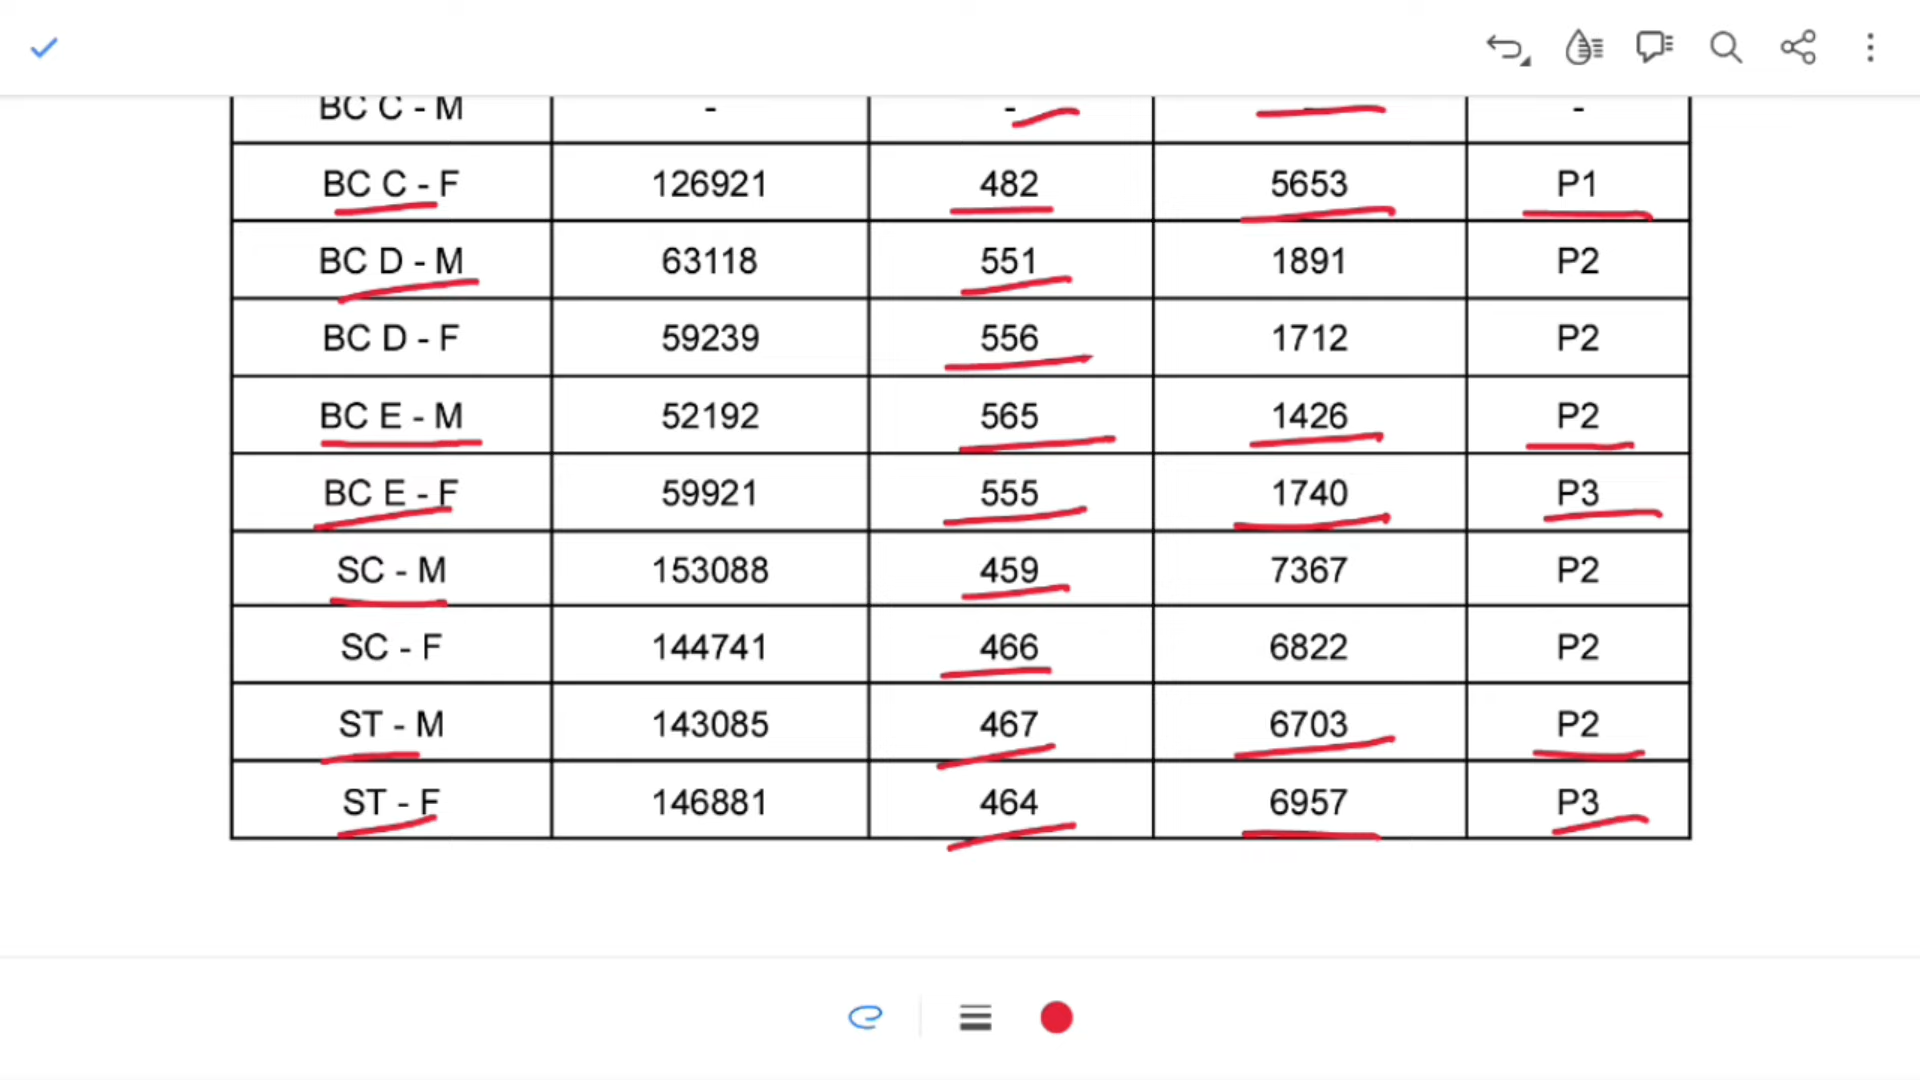 BC C - M - - - -
BC C - F 126921 482 5653 P1
BC D - M 63118 551 1891 P2
BC D - F 59239 556 1712 P2
BC E - M 52192 565 1426 P2
BC E - F 59921 555 1740 P3
SC - M 153088 459 7367 P2
SC - F 144741 466 6822 P2
ST - M 143085 467 6703 P2
ST - F 146881 464 6957 P3